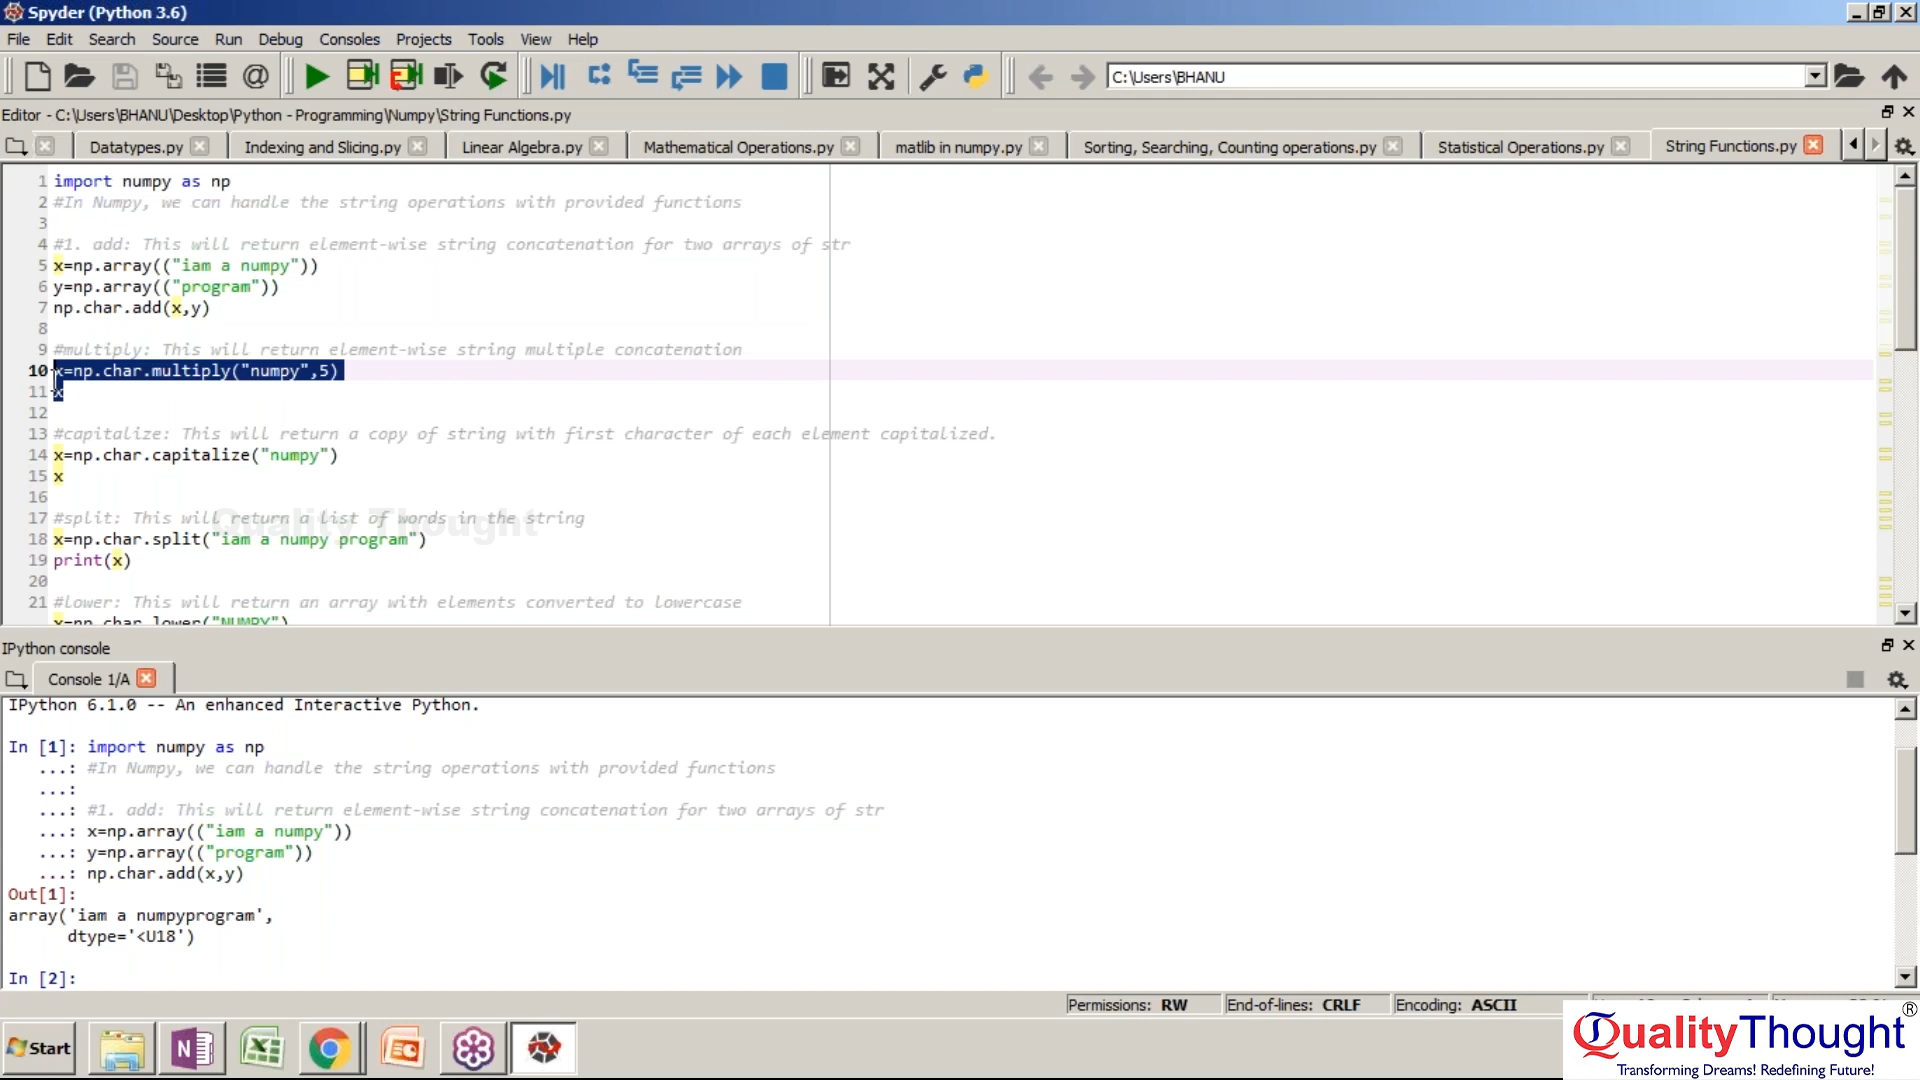 Spyder (Python 3.6)
File Edit Search Source Run Debug Consoles Projects Tools View Help
C:\Users\BHANU
Editor - C:\Users\BHANU\Desktop\Python - Programming\Numpy\String Functions.py
Datatypes.py Indexing and Slicing.py Linear Algebra.py Mathematical Operations.py matlib in numpy.py Sorting, Searching, Counting operations.py Statistical Operations.py String Functions.py
1 import numpy as np
2 #In Numpy, we can handle the string operations with provided functions
3
4 #1. add: This will return element-wise string concatenation for two arrays of str
5 x=np.array(("iam a numpy"))
6 y=np.array(("program"))
7 np.char.add(x,y)
8
9 #multiply: This will return element-wise string multiple concatenation
10 x=np.char.multiply("numpy",5)
11 x
12
13 #capitalize: This will return a copy of string with first character of each element capitalized.
14 x=np.char.capitalize("numpy")
15 x
16
17 #split: This will return a list of words in the string
Quality Thought
18 x=np.char.split("iam a numpy program")
19 print(x)
20
21 #lower: This will return an array with elements converted to lowercase
x=np.char.lower("NUMPY")
IPython console
Console 1/A
IPython 6.1.0 -- An enhanced Interactive Python.
In [1]: import numpy as np
...: #In Numpy, we can handle the string operations with provided functions
...:
...: #1. add: This will return element-wise string concatenation for two arrays of str
...: x=np.array(("iam a numpy"))
...: y=np.array(("program"))
...: np.char.add(x,y)
Out[1]:
array('iam a numpyprogram',
dtype='<U18')
In [2]:
Permissions: RW End-of-lines: CRLF Encoding: ASCII
Start
QualityThought®
Transforming Dreams! Redefining Future!